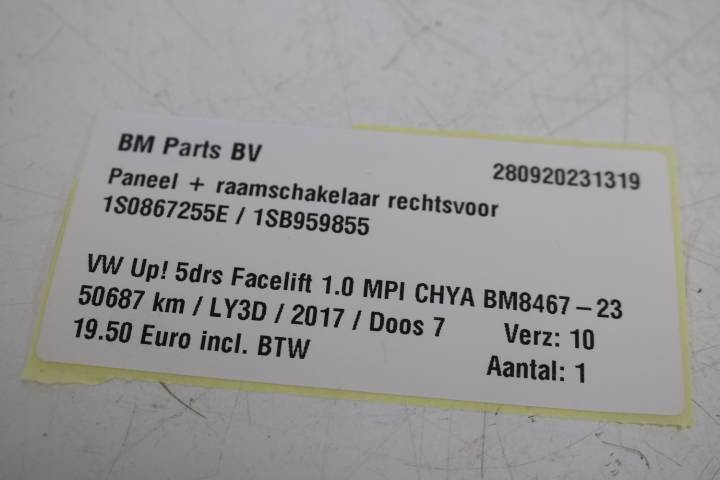 BM Parts BV
280920231319
Paneel + raamschakelaar rechtsvoor
1S0867255E / 1SB959855
VW Up! 5drs Facelift 1.0 MPI CHYA BM8467-23
50687 km / LY3D / 2017 / Doos 7 Verz: 10
19.50 Euro incl. BTW Aantal: 1